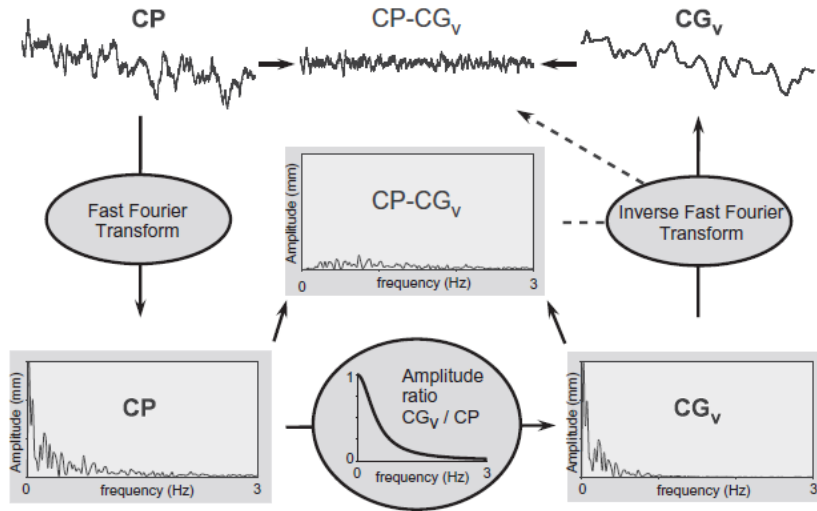 CP
CP-CGv
CGv
Fast Fourier
Transform
Amplitude (mm)
CP-CGv
0
3
frequency (Hz)
Inverse Fast Fourier
Transform
Amplitude (mm)
CP
0
3
frequency (Hz)
1
0
Amplitude
ratio
CGv / CP
0
3
frequency (Hz)
Amplitude (mm)
CGv
0
3
frequency (Hz)